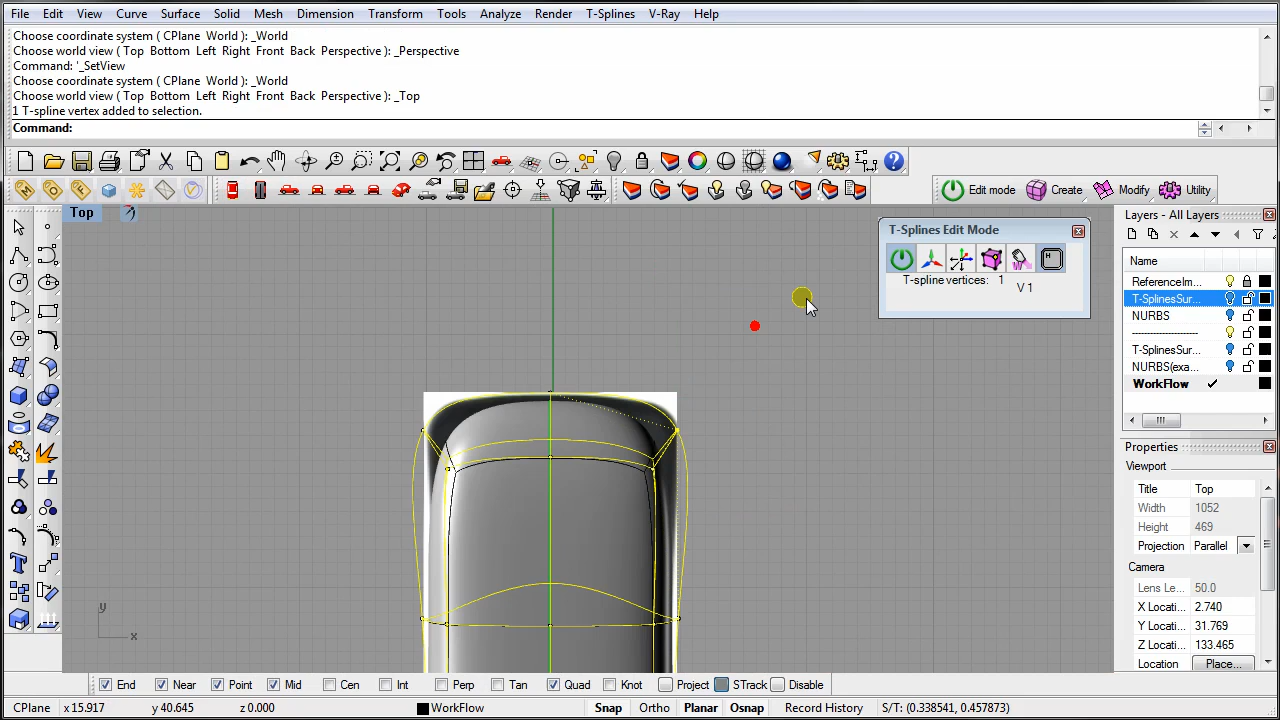 File Edit View Curve Surface Solid Mesh Dimension Transform Tools Analyze Render T-Splines V-Ray Help
Choose coordinate system ( CPlane World ): _World
Choose world view ( Top Bottom Left Right Front Back Perspective ): _Perspective
Command: '_SetView
Choose coordinate system ( CPlane World ): _World
Choose world view ( Top Bottom Left Right Front Back Perspective ): _Top
1 T-spline vertex added to selection.
Command:
Edit mode Create Modify Utility
Top
T-Splines Edit Mode
T-spline vertices: 1
V 1
Layers - All Layers
Name
ReferenceIm...
T-SplinesSur...
NURBS
----------------------
T-SplinesSur...
NURBS(exa...
WorkFlow
Properties
Viewport
Title Top
Width 1052
Height 469
Projection Parallel
Camera
Lens Le... 50.0
X Locati... 2.740
Y Locati... 31.769
Z Locati... 133.465
Location Place...
y
x
End Near Point Mid Cen Int Perp Tan Quad Knot Project STrack Disable
CPlane x 15.917 y 40.645 z 0.000 WorkFlow Snap Ortho Planar Osnap Record History S/T: (0.338541, 0.457873)